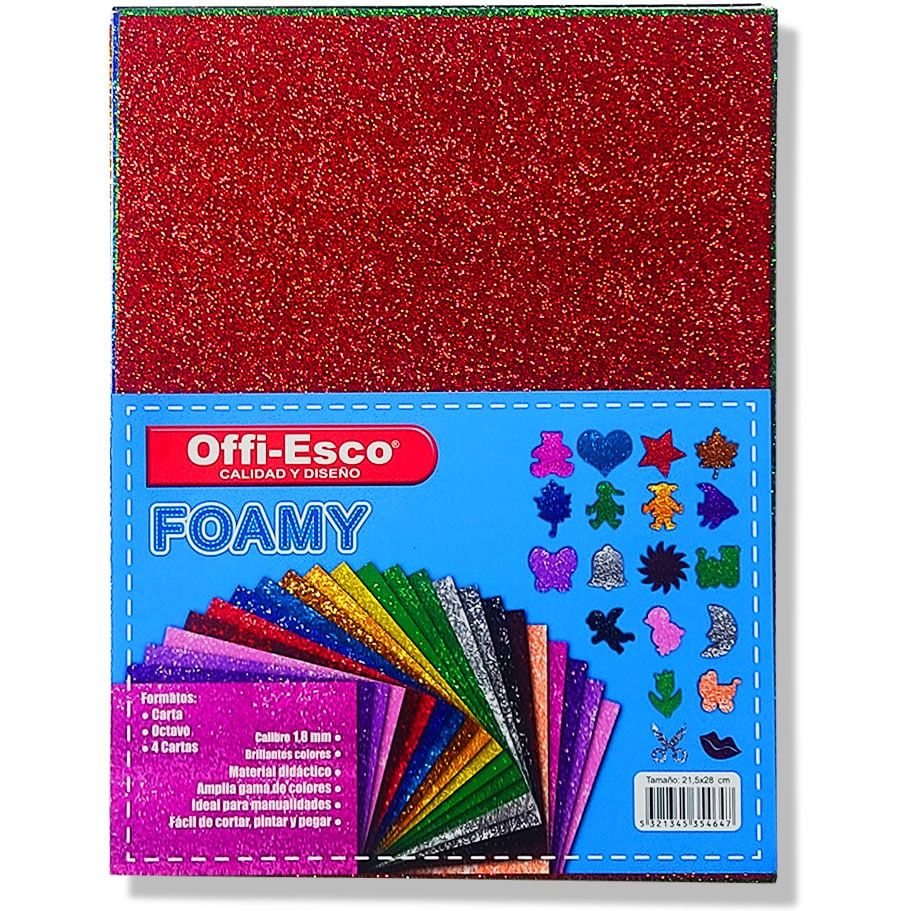 Offi-Esco®
CALIDAD Y DISEÑO
FOAMY
Formatos:
• Carta
• Octavo
• 4 Cartas
Calibre 1,8 mm •
Brillantes colores •
Material didáctico •
Amplia gama de colores •
Ideal para manualidades •
Fácil de cortar, pintar y pegar •
Tamaño: 21,5x28 cm
5 321345 354647